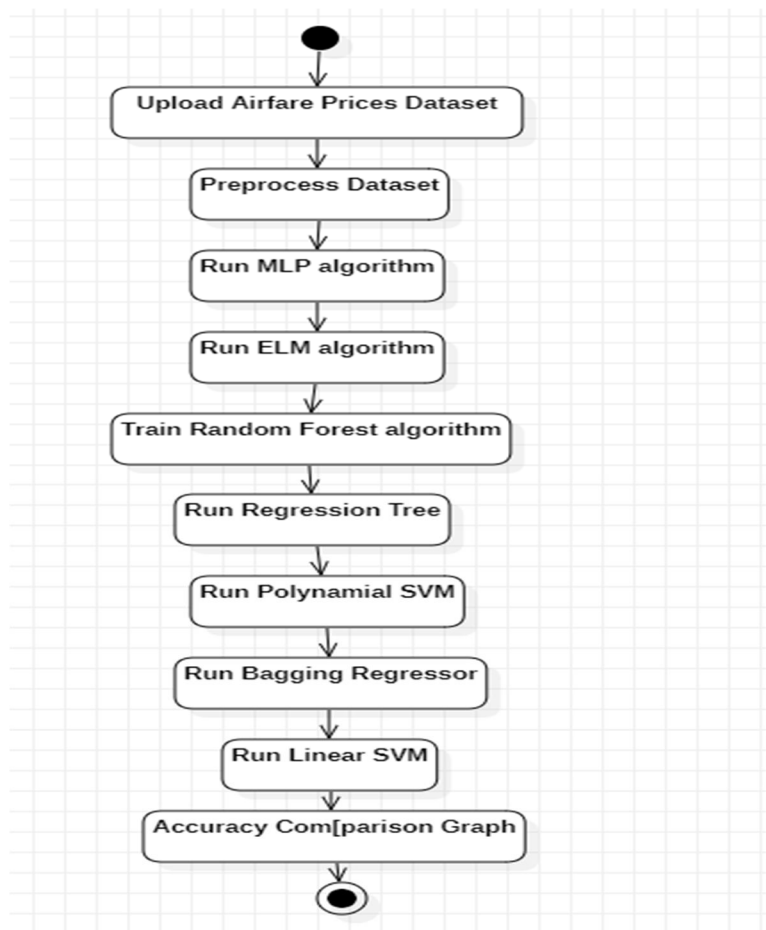 Upload Airfare Prices Dataset
Preprocess Dataset
Run MLP algorithm
Run ELM algorithm
Train Random Forest algorithm
Run Regression Tree
Run Polynamial SVM
Run Bagging Regressor
Run Linear SVM
Accuracy Com[parison Graph